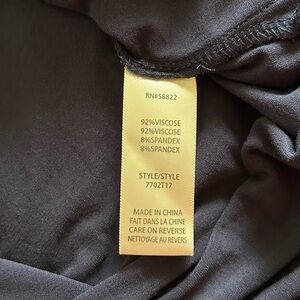 RN#58822
92%VISCOSE
92%VISCOSE
8%SPANDEX
8%SPANDEX
STYLE/STYLE
7702T17
MADE IN CHINA
FAIT DANS LA CHINE
CARE ON REVERSE
NETTOYAGE AU REVERS